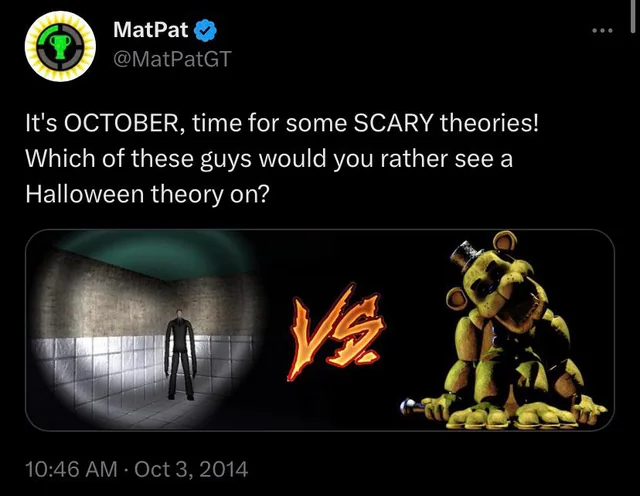 MatPat
@MatPatGT
It's OCTOBER, time for some SCARY theories!
Which of these guys would you rather see a
Halloween theory on?
VS.
10:46 AM · Oct 3, 2014